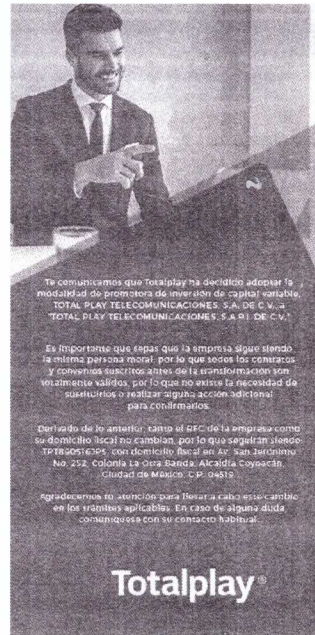 Te comunicamos que Totalplay ha decidido adoptar la
modalidad de promotora de inversión de capital variable,
TOTAL PLAY TELECOMUNICACIONES, S.A. DE C.V., a
"TOTAL PLAY TELECOMUNICACIONES, S.A.P.I. DE C.V."
Es importante que sepas que la empresa sigue siendo
la misma persona moral, por lo que todos los contratos
y convenios suscritos antes de la transformación son
totalmente válidos, por lo que no existe la necesidad de
sustituirlos o realizar alguna acción adicional
para confirmarlos.
Derivado de lo anterior, tanto el RFC de la empresa como
su domicilio fiscal no cambian, por lo que seguirán siendo
TPT890516JP5, con domicilio fiscal en Av. San Jerónimo
No. 252, Colonia La Otra Banda, Alcaldía Coyoacán,
Ciudad de México, C.P. 04519.
Agradecemos tu atención para llevar a cabo este cambio
en los trámites aplicables. En caso de alguna duda
comuníquese con su contacto habitual.
Totalplay®